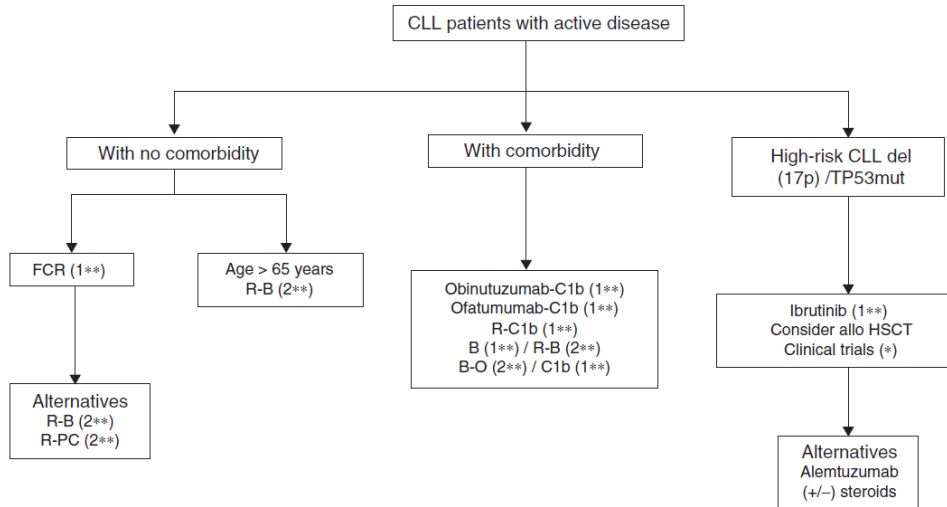 CLL patients with active disease
With no comorbidity
With comorbidity
High-risk CLL del
(17p) /TP53mut
FCR (1**)
Age > 65 years
R-B (2**)
Obinutuzumab-C1b (1**)
Ofatumumab-C1b (1**)
R-C1b (1**)
B (1**) / R-B (2**)
B-O (2**) / C1b (1**)
Ibrutinib (1**)
Consider allo HSCT
Clinical trials (*)
Alternatives
R-B (2**)
R-PC (2**)
Alternatives
Alemtuzumab
(+/−) steroids